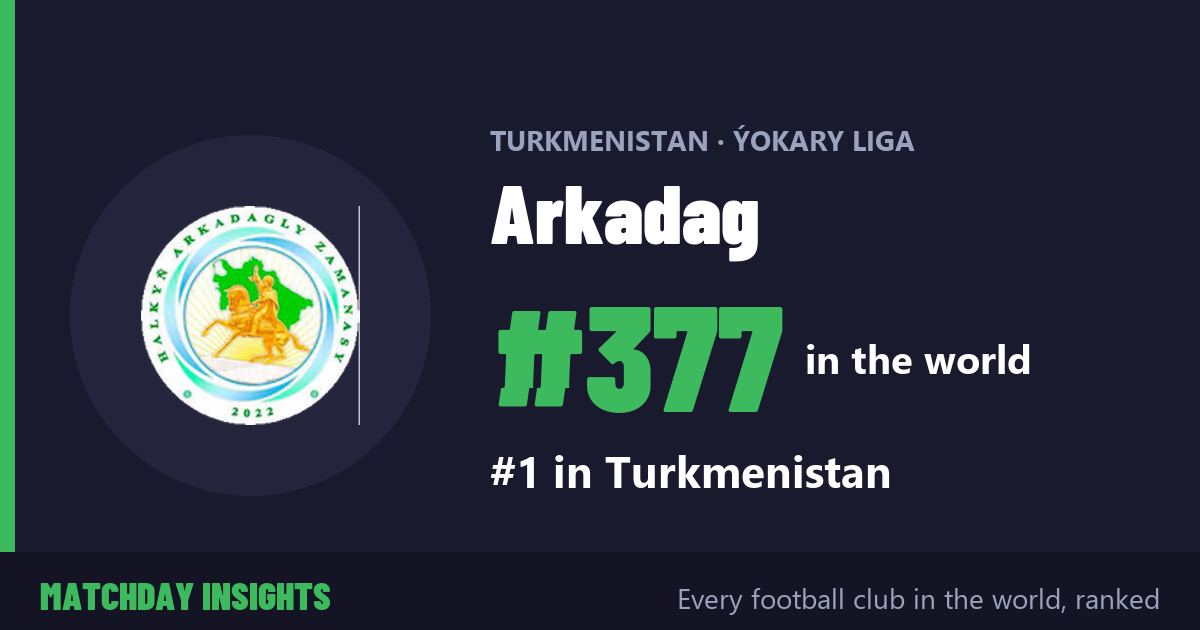 HALKYŇ ARKADAGLY ZAMANASY
2022
TURKMENISTAN · ÝOKARY LIGA
Arkadag
#377 in the world
#1 in Turkmenistan
MATCHDAY INSIGHTS
Every football club in the world, ranked